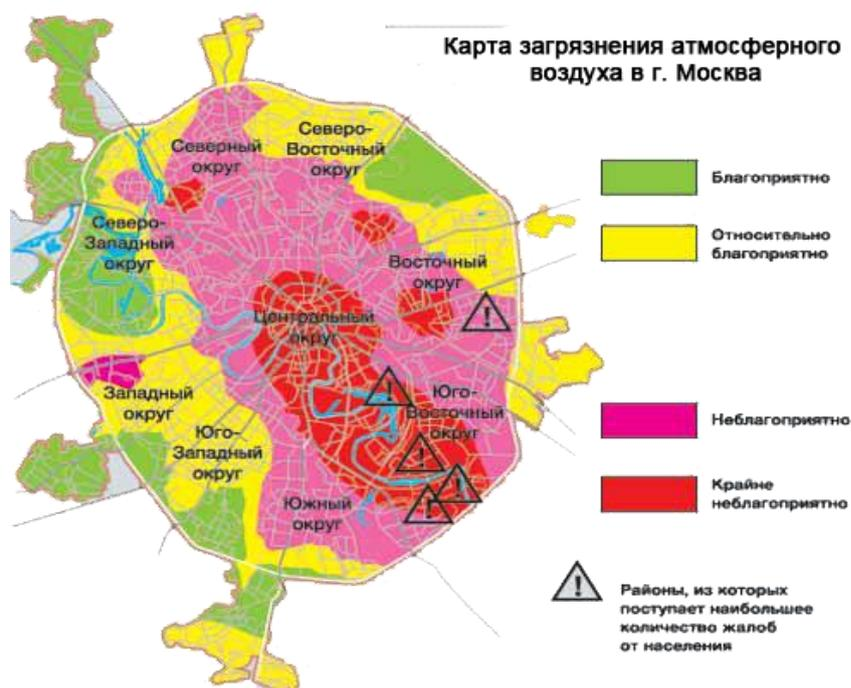 Карта загрязнения атмосферного
воздуха в г. Москва
Северный
округ
Северо-
Восточный
округ
Северо-
Западный
округ
Восточный
округ
Центральный
округ
Западный
округ
Юго-
Восточный
округ
Юго-
Западный
округ
Южный
округ
Благоприятно
Относительно
благоприятно
Неблагоприятно
Крайне
неблагоприятно
Районы, из которых
поступает наибольшее
количество жалоб
от населения